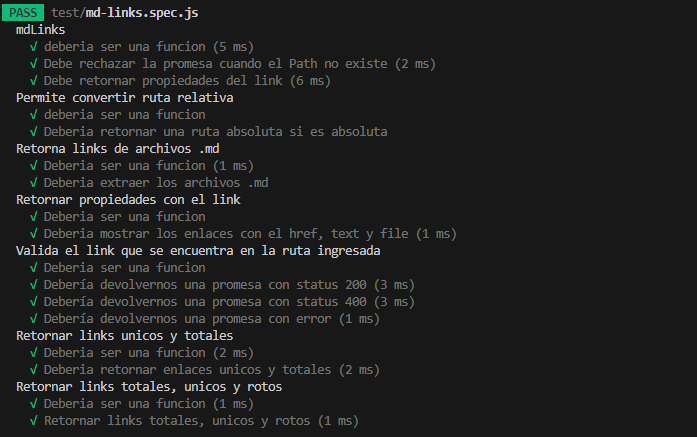 PASS test/md-links.spec.js
mdLinks
√ deberia ser una funcion (5 ms)
√ Debe rechazar la promesa cuando el Path no existe (2 ms)
√ Debe retornar propiedes del link (6 ms)
Permite convertir ruta relativa
√ deberia ser una funcion
√ Deberia retornar una ruta absoluta si es absoluta
Retorna links de archivos .md
√ Deberia ser una funcion (1 ms)
√ Deberia extraer los archivos .md
Retornar propiedades con el link
√ Deberia ser una funcion
√ Deberia mostrar los enlaces con el href, text y file (1 ms)
Valida el link que se encuentra en la ruta ingresada
√ Deberia ser una funcion
√ Debería devolvernos una promesa con status 200 (3 ms)
√ Debería devolvernos una promesa con status 400 (3 ms)
√ Debería devolvernos una promesa con error (1 ms)
Retornar links unicos y totales
√ Deberia ser una funcion (2 ms)
√ Deberia retornar enlaces unicos y totales (2 ms)
Retornar links totales, unicos y rotos
√ Deberia ser una funcion (1 ms)
√ Retornar links totales, unicos y rotos (1 ms)